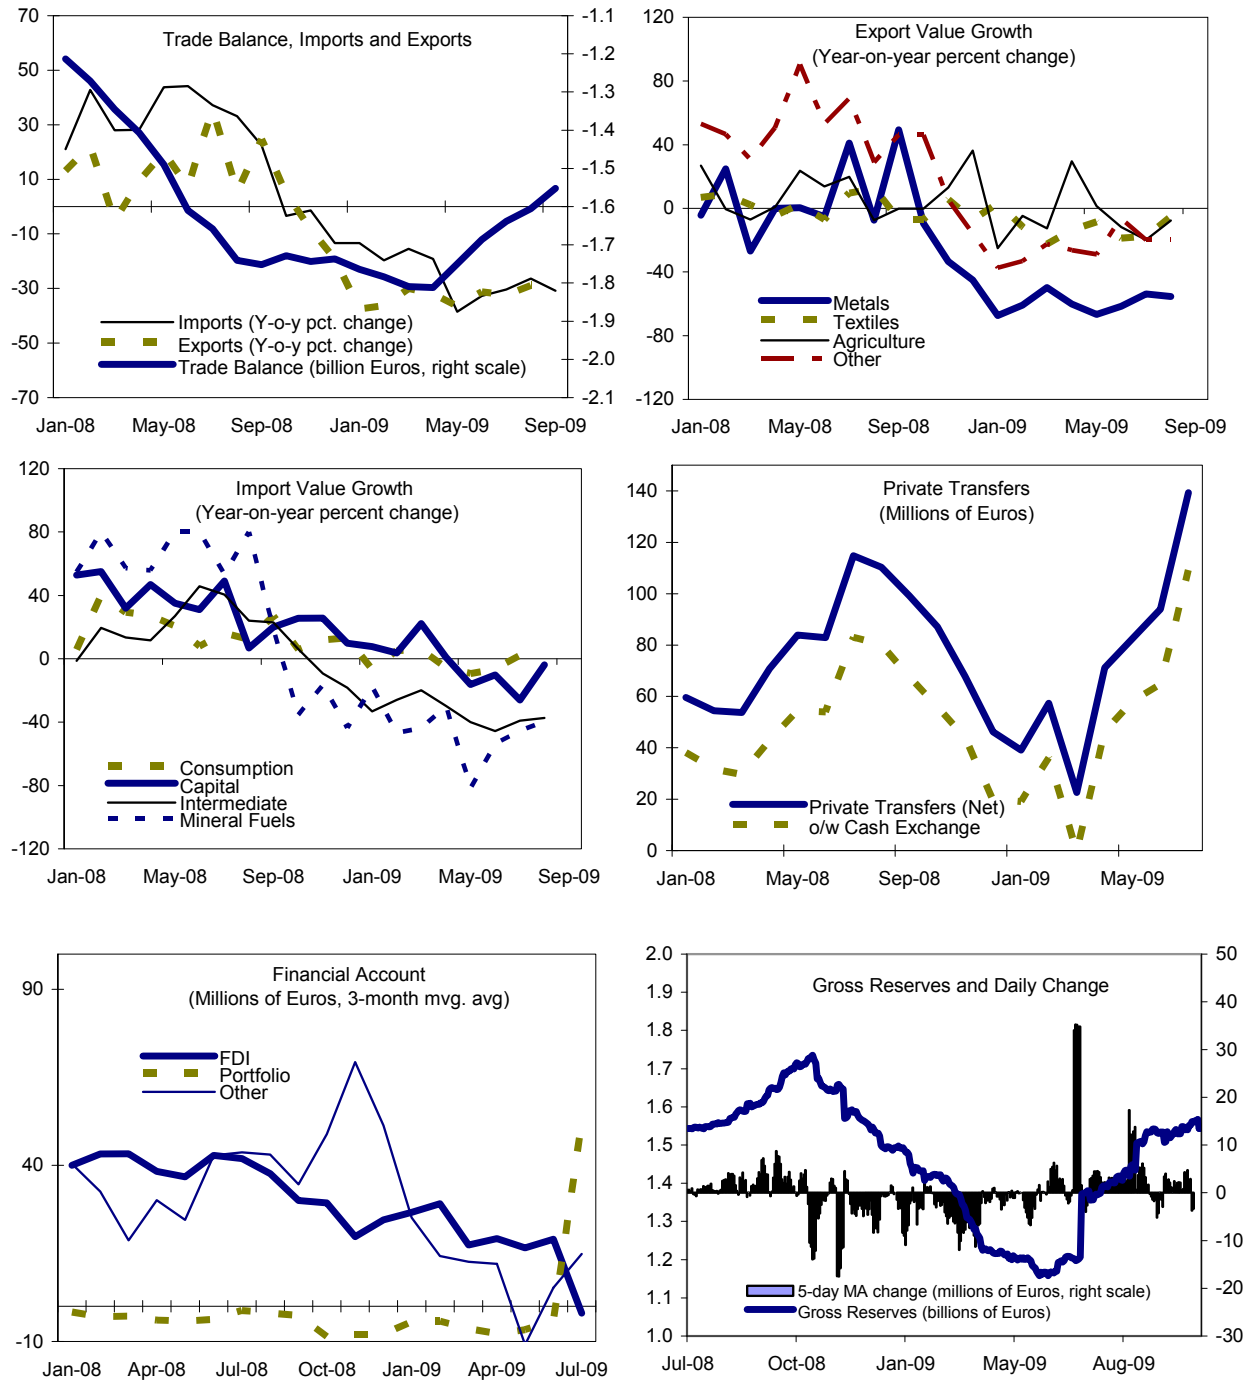 Trade Balance, Imports and Exports
70
50
30
10
-10
-30
-50
-70
-1.1
-1.2
-1.3
-1.4
-1.5
-1.6
-1.7
-1.8
-1.9
-2.0
-2.1
Imports (Y-o-y pct. change)
Exports (Y-o-y pct. change)
Trade Balance (billion Euros, right scale)
Jan-08 May-08 Sep-08 Jan-09 May-09 Sep-09
Export Value Growth
(Year-on-year percent change)
120
80
40
0
-40
-80
-120
Metals
Textiles
Agriculture
Other
Jan-08 May-08 Sep-08 Jan-09 May-09 Sep-09
Import Value Growth
(Year-on-year percent change)
120
80
40
0
-40
-80
-120
Consumption
Capital
Intermediate
Mineral Fuels
Jan-08 May-08 Sep-08 Jan-09 May-09 Sep-09
Private Transfers
(Millions of Euros)
140
120
100
80
60
40
20
0
Private Transfers (Net)
o/w Cash Exchange
Jan-08 May-08 Sep-08 Jan-09 May-09
Financial Account
(Millions of Euros, 3-month mvg. avg)
90
40
-10
FDI
Portfolio
Other
Jan-08 Apr-08 Jul-08 Oct-08 Jan-09 Apr-09 Jul-09
Gross Reserves and Daily Change
2.0
1.9
1.8
1.7
1.6
1.5
1.4
1.3
1.2
1.1
1.0
50
40
30
20
10
0
-10
-20
-30
5-day MA change (millions of Euros, right scale)
Gross Reserves (billions of Euros)
Jul-08 Oct-08 Jan-09 May-09 Aug-09